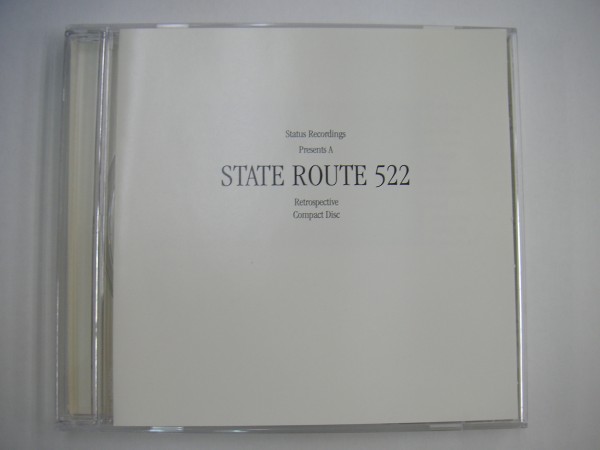 Status Recordings
Presents A
STATE ROUTE 522
Retrospective
Compact Disc